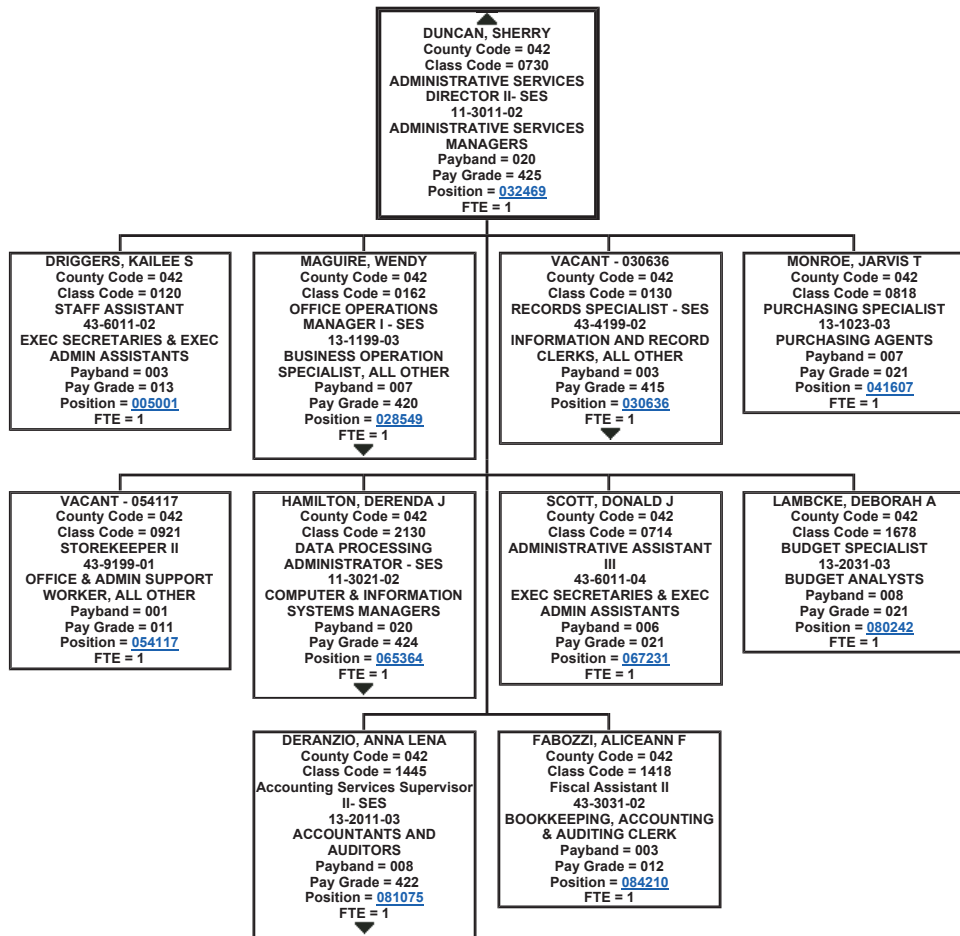 DUNCAN, SHERRY
County Code = 042
Class Code = 0730
ADMINISTRATIVE SERVICES
DIRECTOR II- SES
11-3011-02
ADMINISTRATIVE SERVICES
MANAGERS
Payband = 020
Pay Grade = 425
Position = 032469
FTE = 1
DRIGGERS, KAILEE S
County Code = 042
Class Code = 0120
STAFF ASSISTANT
43-6011-02
EXEC SECRETARIES & EXEC
ADMIN ASSISTANTS
Payband = 003
Pay Grade = 013
Position = 005001
FTE = 1
MAGUIRE, WENDY
County Code = 042
Class Code = 0162
OFFICE OPERATIONS
MANAGER I - SES
13-1199-03
BUSINESS OPERATION
SPECIALIST, ALL OTHER
Payband = 007
Pay Grade = 420
Position = 028549
FTE = 1
VACANT - 030636
County Code = 042
Class Code = 0130
RECORDS SPECIALIST - SES
43-4199-02
INFORMATION AND RECORD
CLERKS, ALL OTHER
Payband = 003
Pay Grade = 415
Position = 030636
FTE = 1
MONROE, JARVIS T
County Code = 042
Class Code = 0818
PURCHASING SPECIALIST
13-1023-03
PURCHASING AGENTS
Payband = 007
Pay Grade = 021
Position = 041607
FTE = 1
VACANT - 054117
County Code = 042
Class Code = 0921
STOREKEEPER II
43-9199-01
OFFICE & ADMIN SUPPORT
WORKER, ALL OTHER
Payband = 001
Pay Grade = 011
Position = 054117
FTE = 1
HAMILTON, DERENDA J
County Code = 042
Class Code = 2130
DATA PROCESSING
ADMINISTRATOR - SES
11-3021-02
COMPUTER & INFORMATION
SYSTEMS MANAGERS
Payband = 020
Pay Grade = 424
Position = 065364
FTE = 1
SCOTT, DONALD J
County Code = 042
Class Code = 0714
ADMINISTRATIVE ASSISTANT
III
43-6011-04
EXEC SECRETARIES & EXEC
ADMIN ASSISTANTS
Payband = 006
Pay Grade = 021
Position = 067231
FTE = 1
LAMBCKE, DEBORAH A
County Code = 042
Class Code = 1678
BUDGET SPECIALIST
13-2031-03
BUDGET ANALYSTS
Payband = 008
Pay Grade = 021
Position = 080242
FTE = 1
DERANZIO, ANNA LENA
County Code = 042
Class Code = 1445
Accounting Services Supervisor
II- SES
13-2011-03
ACCOUNTANTS AND
AUDITORS
Payband = 008
Pay Grade = 422
Position = 081075
FTE = 1
FABOZZI, ALICEANN F
County Code = 042
Class Code = 1418
Fiscal Assistant II
43-3031-02
BOOKKEEPING, ACCOUNTING
& AUDITING CLERK
Payband = 003
Pay Grade = 012
Position = 084210
FTE = 1